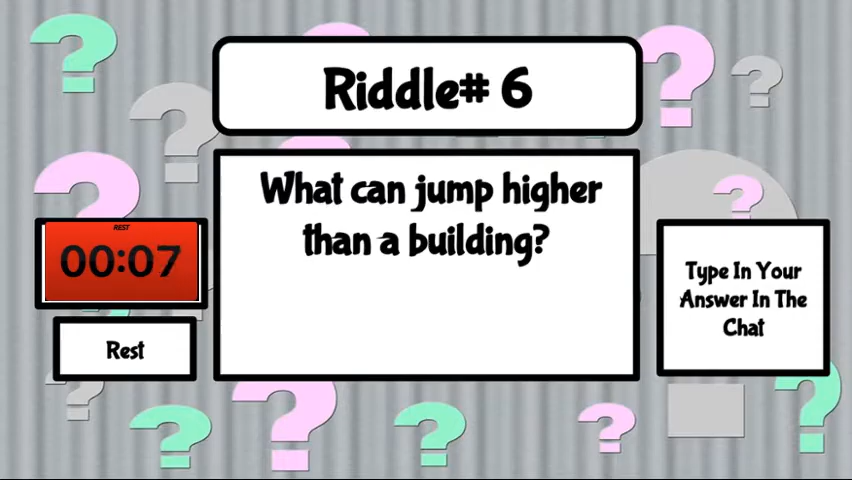 Riddle# 6
What can jump higher
than a building?
REST
00:07
Rest
Type In Your
Answer In The
Chat